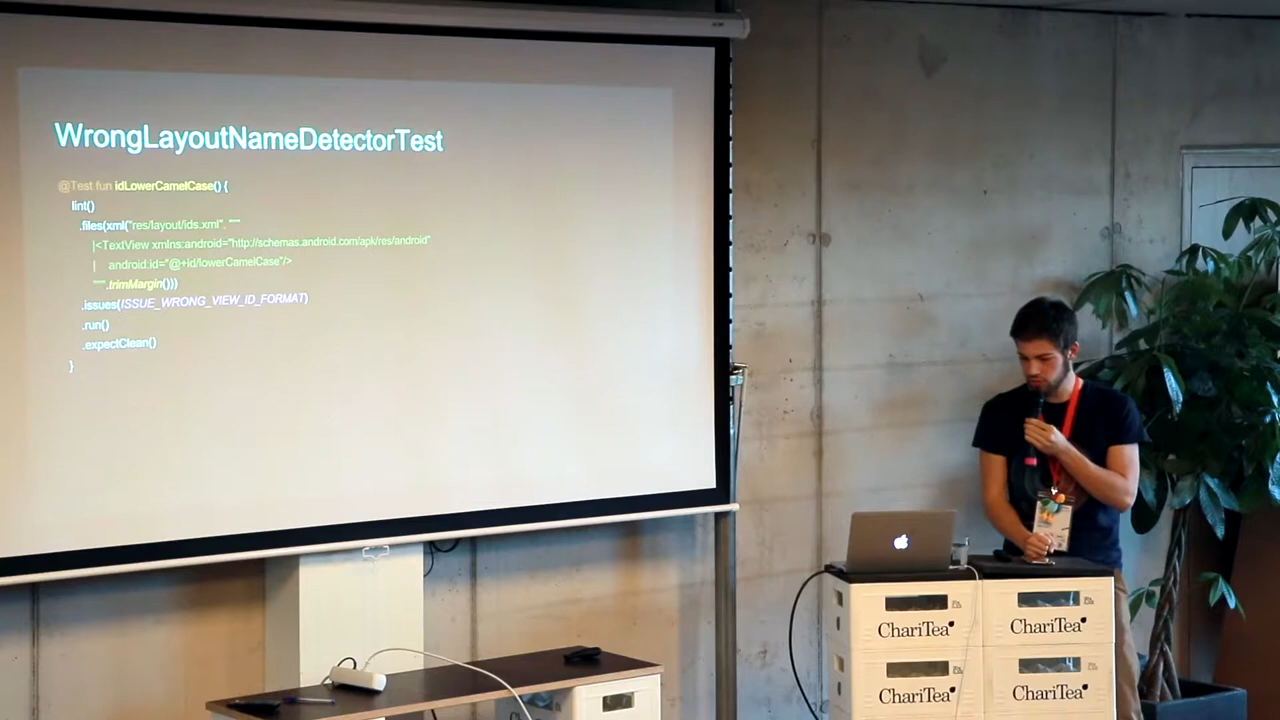 WrongLayoutNameDetectorTest
@Test fun idLowerCamelCase() {
lint()
.files(xml("res/layout/ids.xml", """
|<TextView xmlns:android="http://schemas.android.com/apk/res/android"
| android:id="@+id/lowerCamelCase"/>
""".trimMargin()))
.issues(ISSUE_WRONG_VIEW_ID_FORMAT)
.run()
.expectClean()
}
ChariTea
ChariTea
ChariTea
ChariTea